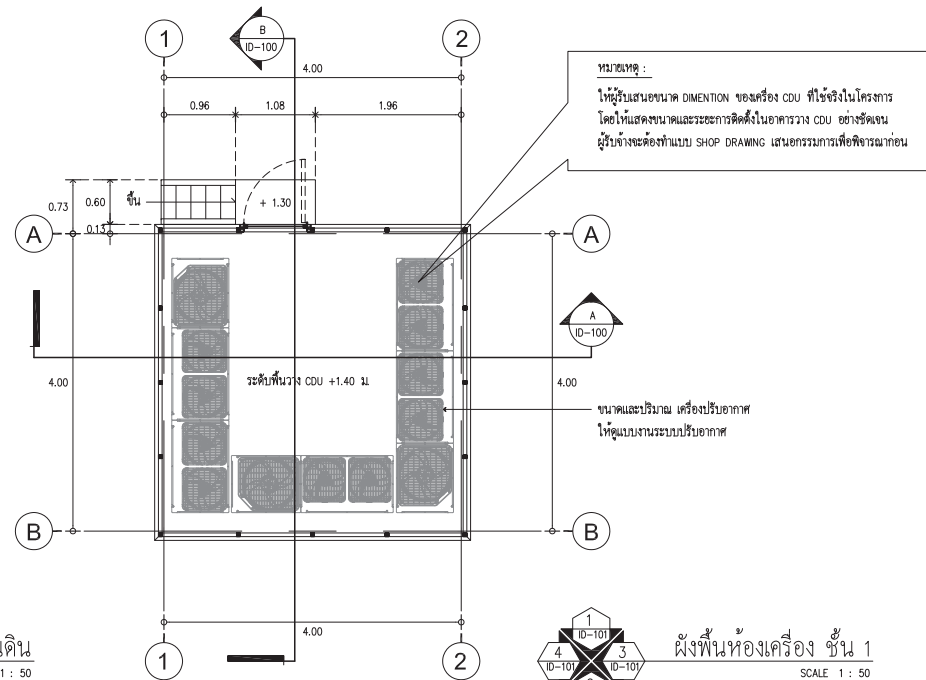 1
2
B
ID-100
4.00
0.96
1.08
1.96
หมายเหตุ :
ให้ผู้รับเสนอขนาด DIMENTION ของเครื่อง CDU ที่ใช้จริงในโครงการ
โดยให้แสดงขนาดและระยะการติดตั้งในอาคารวาง CDU อย่างชัดเจน
ผู้รับจ้างจะต้องทำแบบ SHOP DRAWING เสนอกรรมการเพื่อพิจารณาก่อน
0.73
0.60
ขึ้น
+ 1.30
0.13
A
A
A
ID-100
4.00
ระดับพื้นวาง CDU +1.40 ม.
4.00
ขนาดและปริมาณ เครื่องปรับอากาศ
ให้ดูแบบงานระบบปรับอากาศ
B
B
4.00
1
2
1
ID-101
4
ID-101
3
ID-101
ผังพื้นห้องเครื่อง ชั้น 1
SCALE 1 : 50
1 : 50